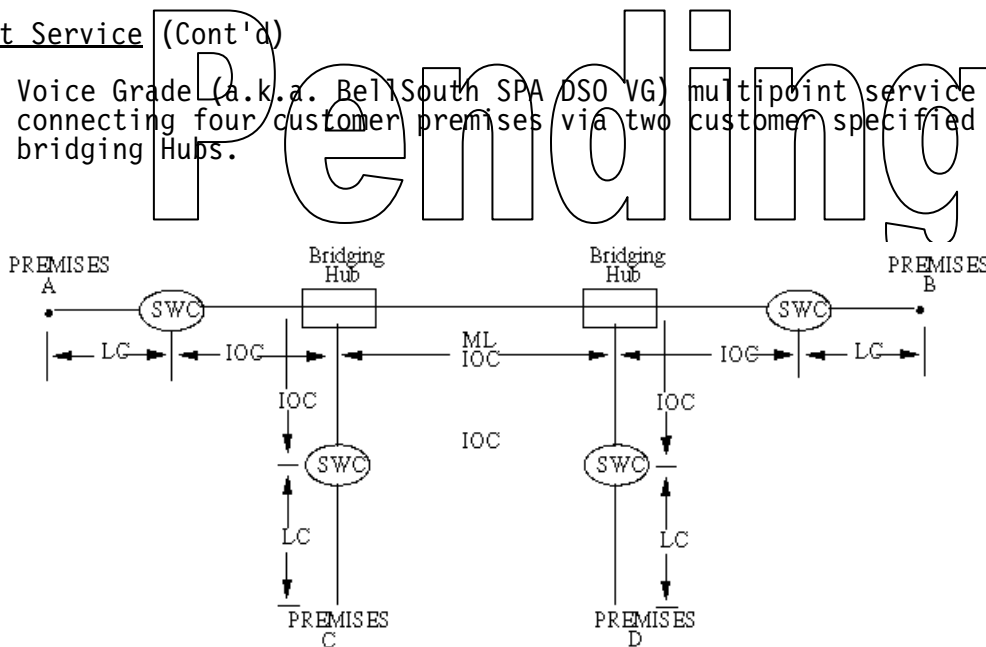 t Service (Cont'd)
Pending
Voice Grade (a.k.a. BellSouth SPA DSO VG) multipoint service
connecting four customer premises via two customer specified
bridging Hubs.
PREMISES
A
Bridging
Hub
Bridging
Hub
PREMISES
B
SWC
SWC
LC
IOC
ML
IOC
IOC
LC
IOC
IOC
IOC
SWC
SWC
LC
LC
PREMISES
C
PREMISES
D